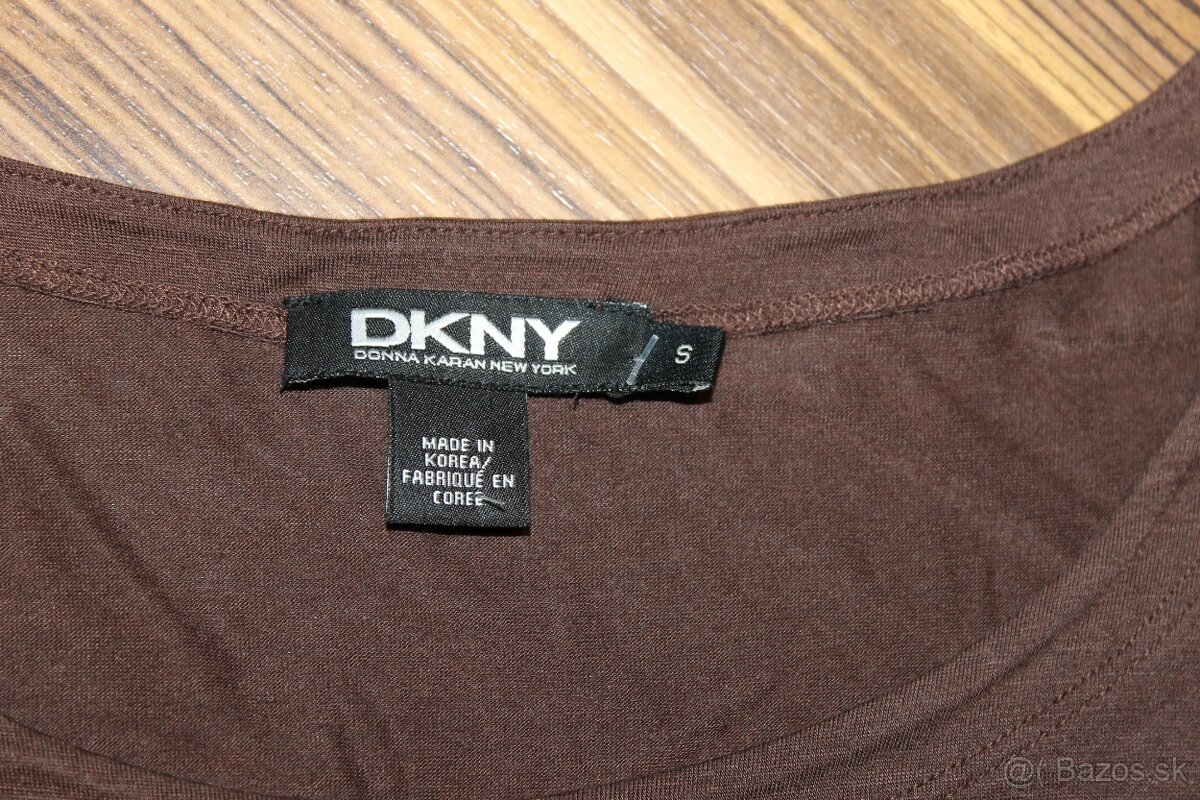 DKNY
DONNA KARAN NEW YORK
S
MADE IN
KOREA/
FABRIQUÉ EN
CORÉE
@( Bazos.sk